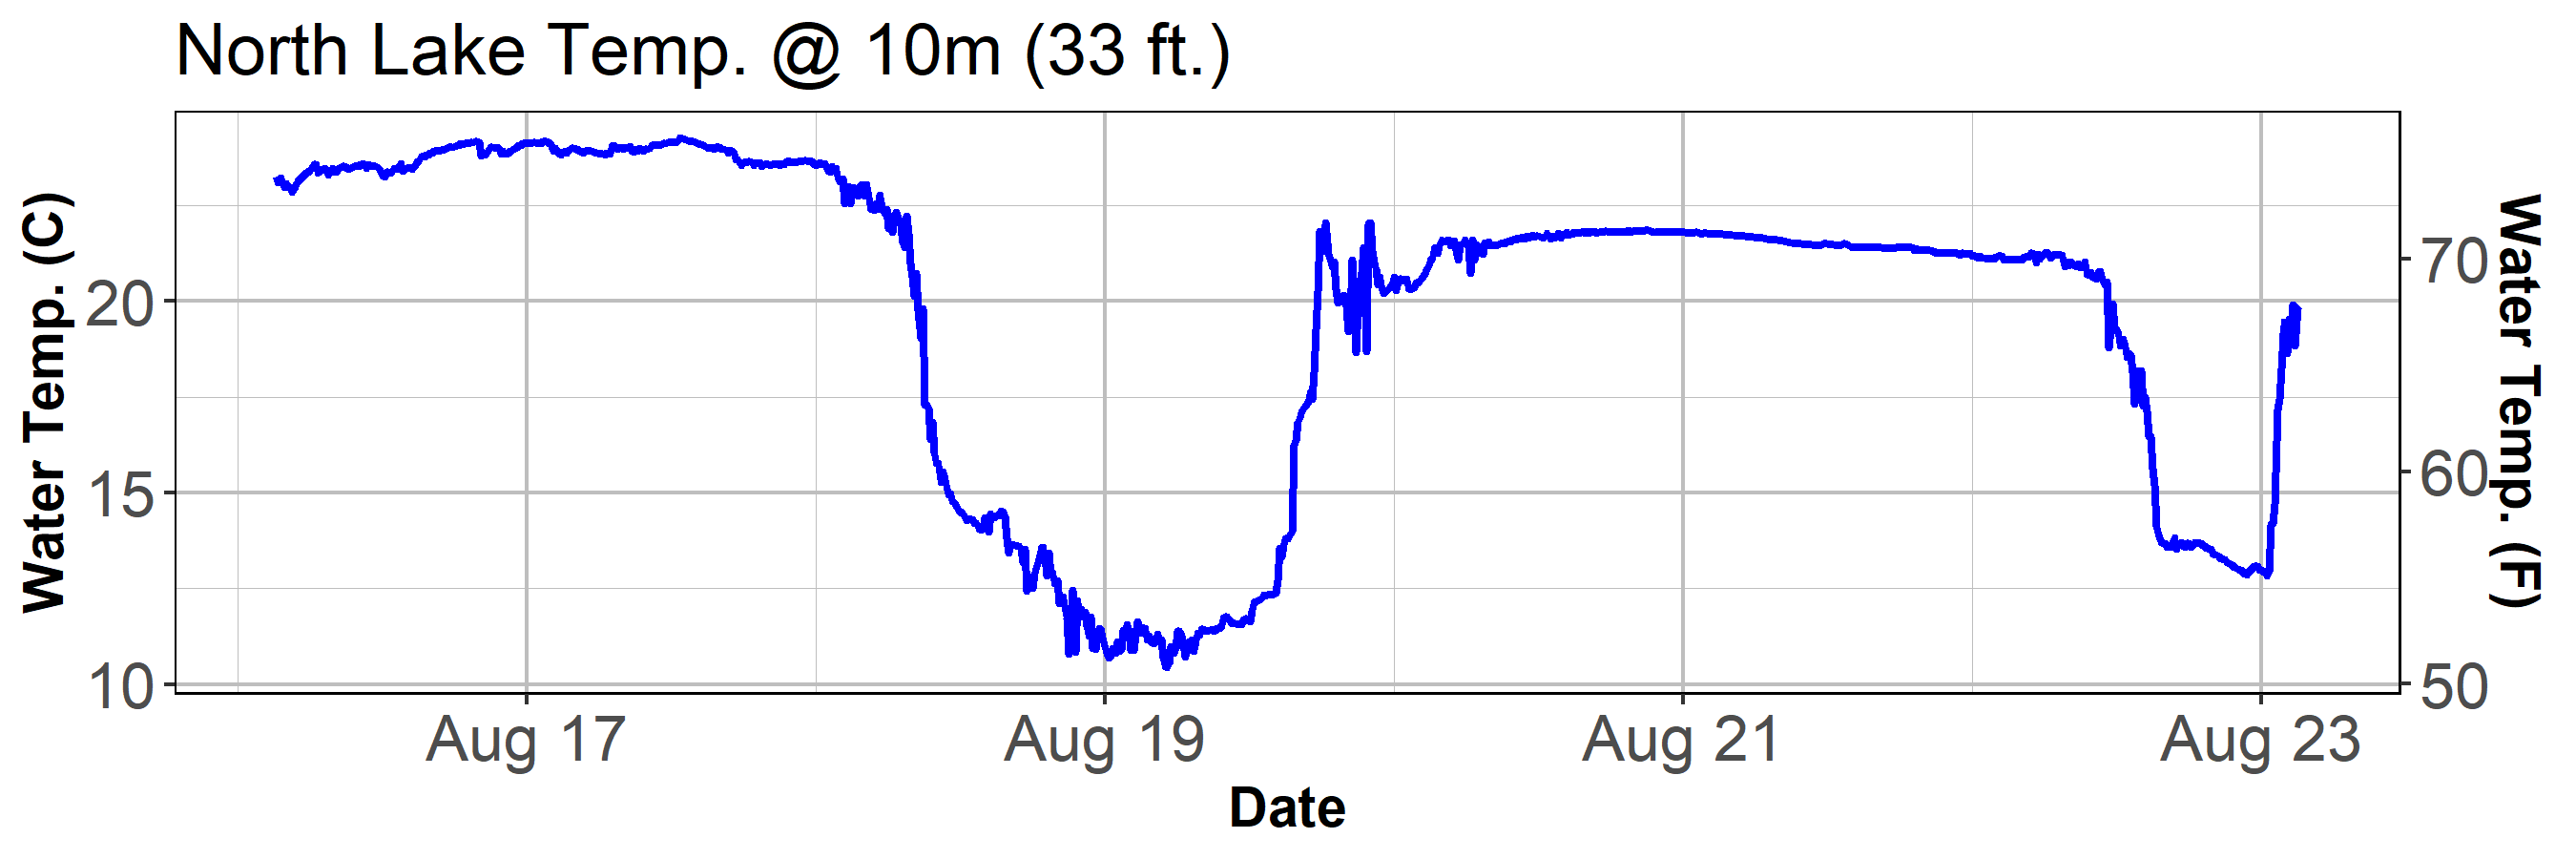 North Lake Temp. @ 10m (33 ft.)
Water Temp. (C)
20
15
10
70
60
50
Water Temp. (F)
Aug 17
Aug 19
Aug 21
Aug 23
Date